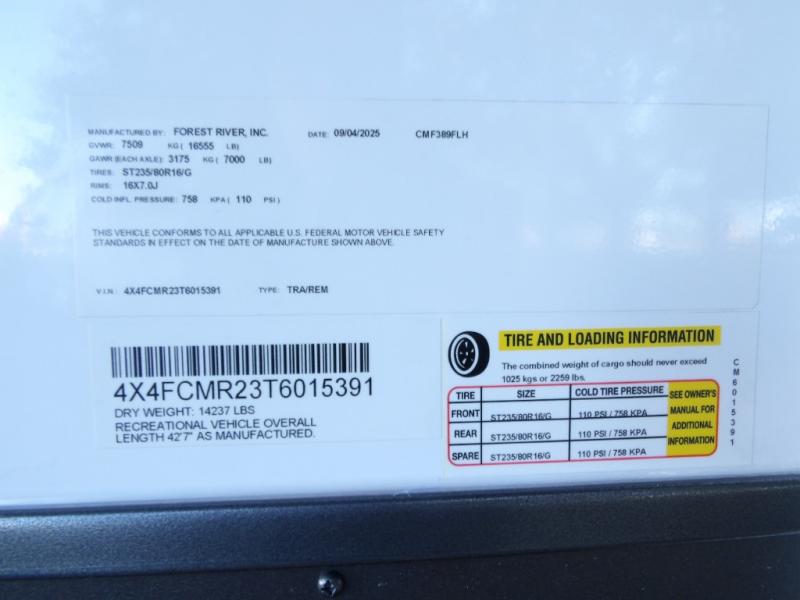 MANUFACTURED BY: FOREST RIVER, INC. DATE: 09/04/2025 CMF389FLH
GVWR: 7509 KG ( 16555 LB)
GAWR (EACH AXLE): 3175 KG ( 7000 LB)
TIRES: ST235/80R16/G
RIMS: 16X7.0J
COLD INFL. PRESSURE: 758 KPA ( 110 PSI )
THIS VEHICLE CONFORMS TO ALL APPLICABLE U.S. FEDERAL MOTOR VEHICLE SAFETY
STANDARDS IN EFFECT ON THE DATE OF MANUFACTURE SHOWN ABOVE.
V.I.N.: 4X4FCMR23T6015391 TYPE: TRA/REM
4X4FCMR23T6015391
DRY WEIGHT: 14237 LBS
RECREATIONAL VEHICLE OVERALL
LENGTH 42'7" AS MANUFACTURED.
TIRE AND LOADING INFORMATION
The combined weight of cargo should never exceed
1025 kgs or 2259 lbs.
TIRE SIZE COLD TIRE PRESSURE
FRONT ST235/80R16/G 110 PSI / 758 KPA
REAR ST235/80R16/G 110 PSI / 758 KPA
SPARE ST235/80R16/G 110 PSI / 758 KPA
SEE OWNER'S
MANUAL FOR
ADDITIONAL
INFORMATION
CM6015391